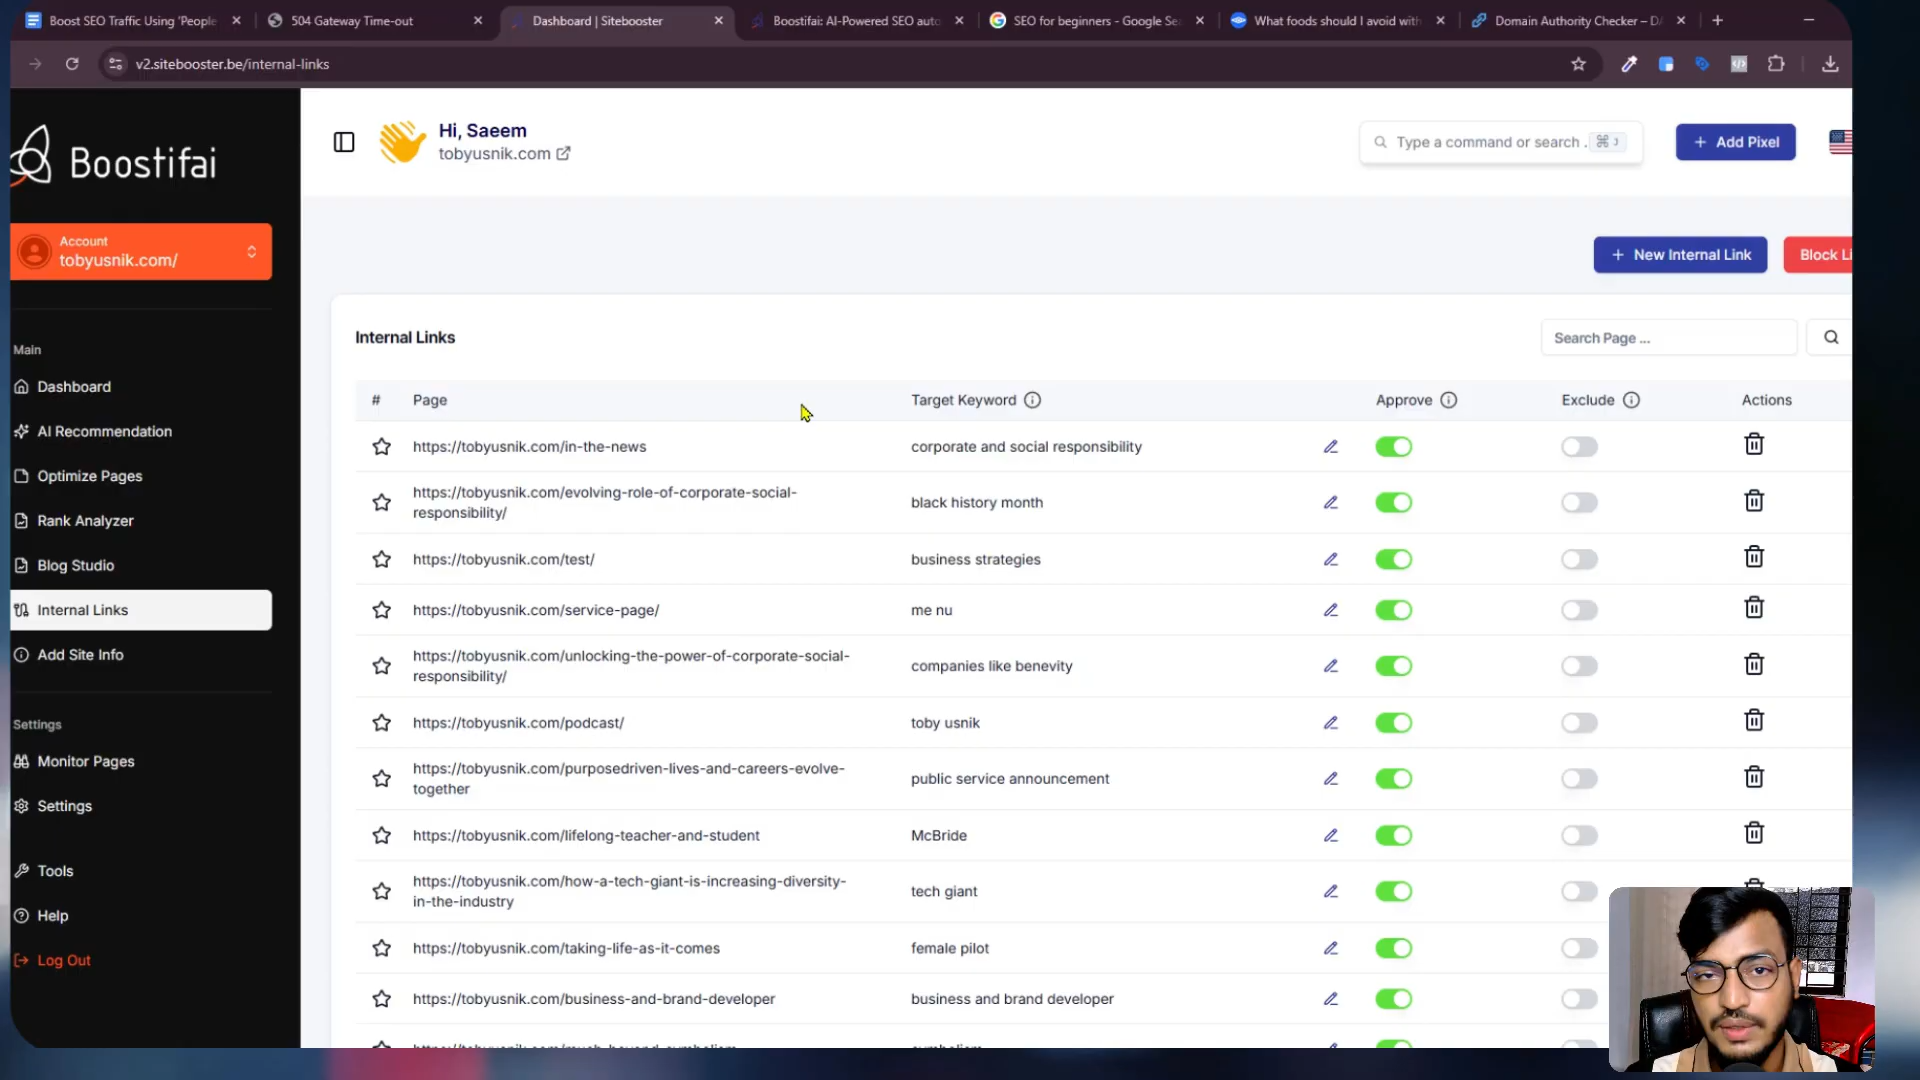 Boost SEO Traffic Using 'People
504 Gateway Time-out
Dashboard | Sitebooster
Boostifai: AI-Powered SEO auto
SEO for beginners - Google Se
What foods should I avoid with
Domain Authority Checker – DA
v2.sitebooster.be/internal-links
Boostifai
Hi, Saeem
tobyusnik.com
Type a command or search .
⌘ J
+ Add Pixel
Account
tobyusnik.com/
+ New Internal Link
Block Li
Main
Dashboard
AI Recommendation
Optimize Pages
Rank Analyzer
Blog Studio
Internal Links
Add Site Info
Settings
Monitor Pages
Settings
Tools
Help
Log Out
Internal Links
Search Page ...
# Page Target Keyword Approve Exclude Actions
https://tobyusnik.com/in-the-news corporate and social responsibility
https://tobyusnik.com/evolving-role-of-corporate-social-
responsibility/ black history month
https://tobyusnik.com/test/ business strategies
https://tobyusnik.com/service-page/ me nu
https://tobyusnik.com/unlocking-the-power-of-corporate-social-
responsibility/ companies like benevity
https://tobyusnik.com/podcast/ toby usnik
https://tobyusnik.com/purposedriven-lives-and-careers-evolve-
together public service announcement
https://tobyusnik.com/lifelong-teacher-and-student McBride
https://tobyusnik.com/how-a-tech-giant-is-increasing-diversity-
in-the-industry tech giant
https://tobyusnik.com/taking-life-as-it-comes female pilot
https://tobyusnik.com/business-and-brand-developer business and brand developer